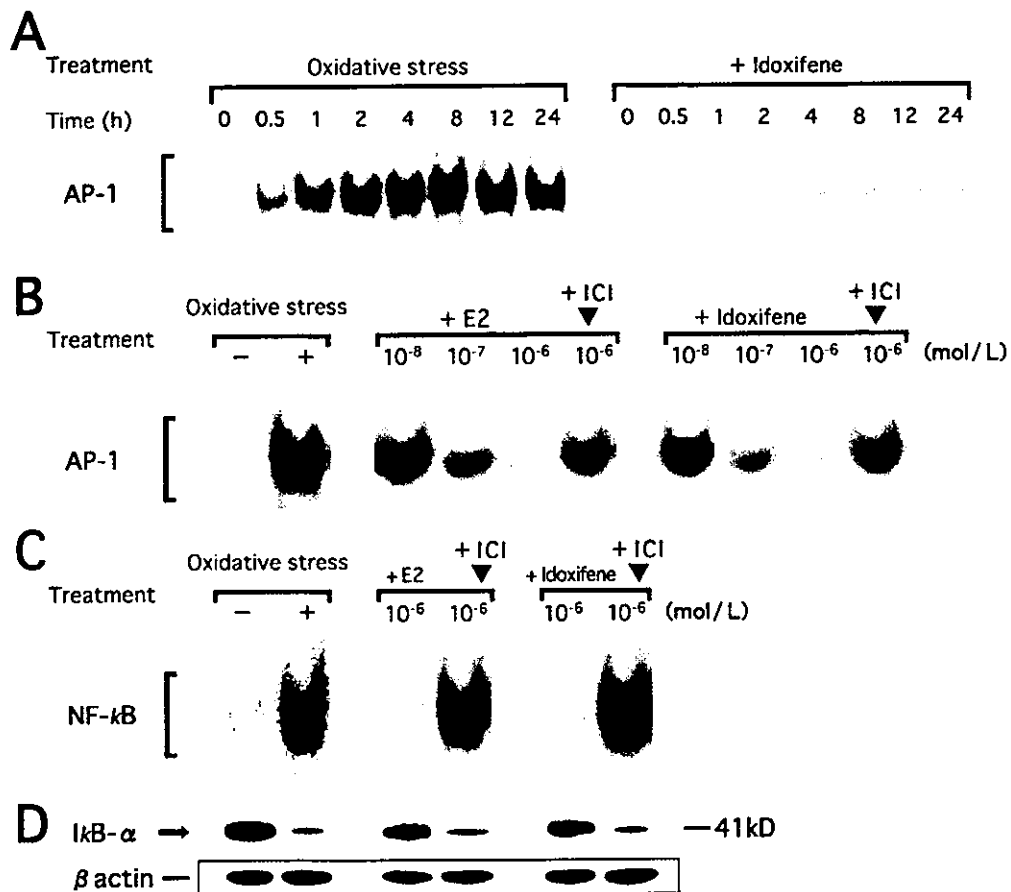 A
Treatment Oxidative stress + Idoxifene
Time (h) 0 0.5 1 2 4 8 12 24 0 0.5 1 2 4 8 12 24
AP-1
B
Oxidative stress + ICI + ICI
Treatment + E2 + Idoxifene
− + 10⁻⁸ 10⁻⁷ 10⁻⁶ 10⁻⁶ 10⁻⁸ 10⁻⁷ 10⁻⁶ 10⁻⁶ (mol/L)
AP-1
C
Oxidative stress + ICI + ICI
Treatment +E2 + Idoxifene
− + 10⁻⁶ 10⁻⁶ 10⁻⁶ 10⁻⁶ (mol/L)
NF-kB
D IkB-α 41kD
β actin